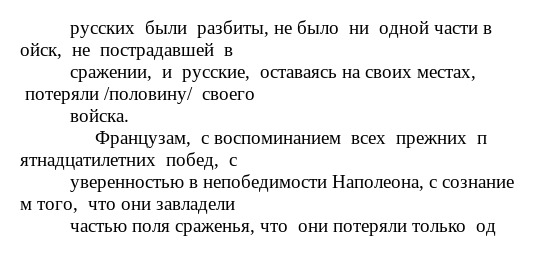 русских были разбиты, не было ни одной части в
ойск, не пострадавшей в
сражении, и русские, оставаясь на своих местах,
потеряли /половину/ своего
войска.
Французам, с воспоминанием всех прежних п
ятнадцатилетних побед, с
уверенностью в непобедимости Наполеона, с сознание
м того, что они завладели
частью поля сраженья, что они потеряли только од